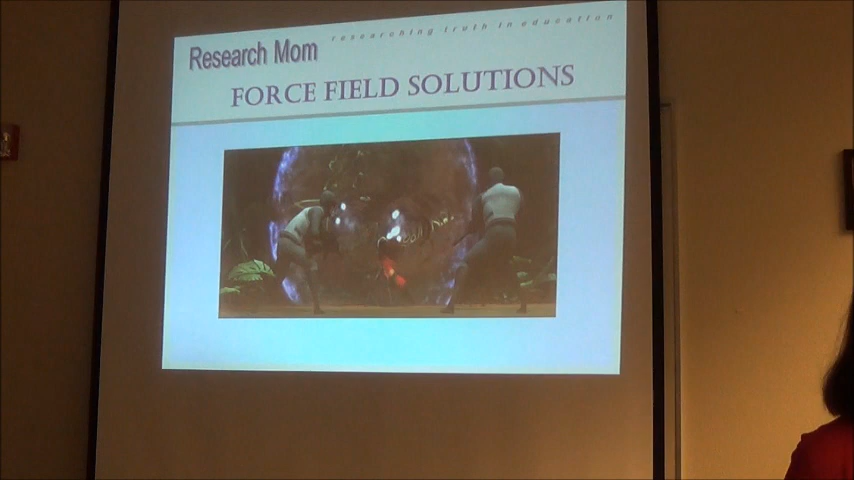 researching truth in education
Research Mom
FORCE FIELD SOLUTIONS